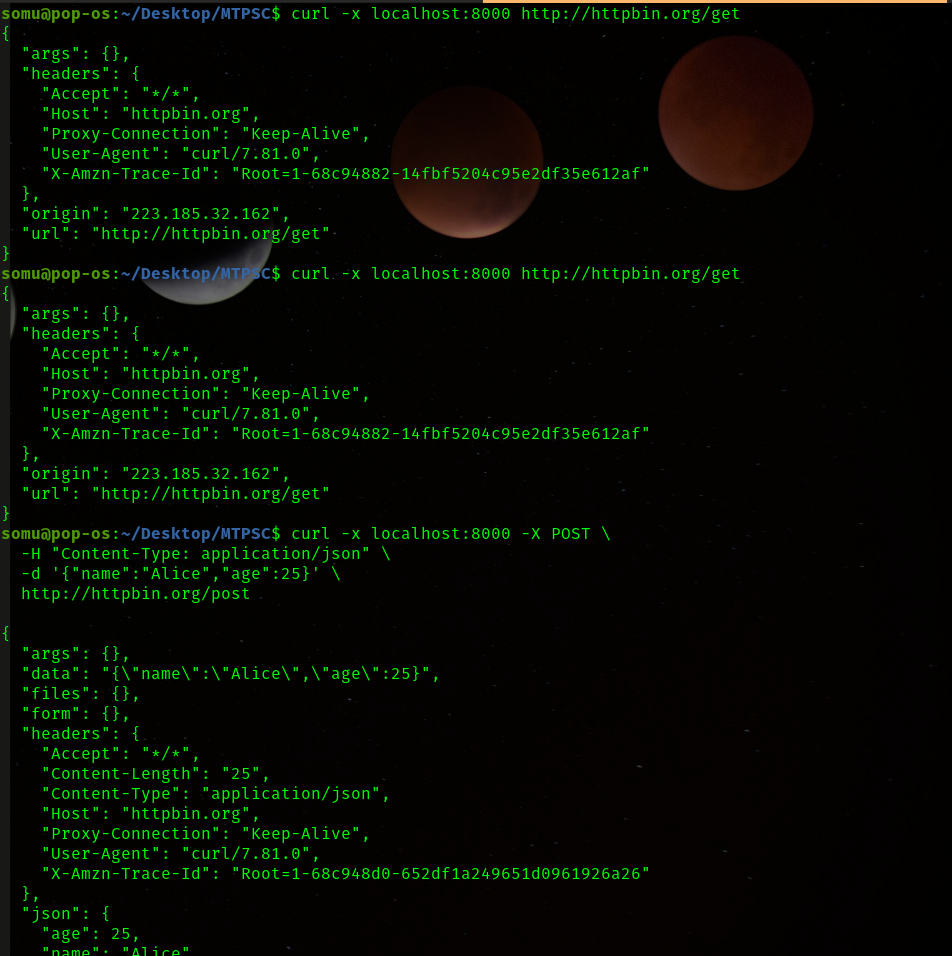 somu@pop-os:~/Desktop/MTPSC$ curl -x localhost:8000 http://httpbin.org/get
{
  "args": {},
  "headers": {
    "Accept": "*/*",
    "Host": "httpbin.org",
    "Proxy-Connection": "Keep-Alive",
    "User-Agent": "curl/7.81.0",
    "X-Amzn-Trace-Id": "Root=1-68c94882-14fbf5204c95e2df35e612af"
  },
  "origin": "223.185.32.162",
  "url": "http://httpbin.org/get"
}
somu@pop-os:~/Desktop/MTPSC$ curl -x localhost:8000 http://httpbin.org/get
{
  "args": {},
  "headers": {
    "Accept": "*/*",
    "Host": "httpbin.org",
    "Proxy-Connection": "Keep-Alive",
    "User-Agent": "curl/7.81.0",
    "X-Amzn-Trace-Id": "Root=1-68c94882-14fbf5204c95e2df35e612af"
  },
  "origin": "223.185.32.162",
  "url": "http://httpbin.org/get"
}
somu@pop-os:~/Desktop/MTPSC$ curl -x localhost:8000 -X POST \
  -H "Content-Type: application/json" \
  -d '{"name":"Alice","age":25}' \
  http://httpbin.org/post

{
  "args": {},
  "data": "{\"name\":\"Alice\",\"age\":25}",
  "files": {},
  "form": {},
  "headers": {
    "Accept": "*/*",
    "Content-Length": "25",
    "Content-Type": "application/json",
    "Host": "httpbin.org",
    "Proxy-Connection": "Keep-Alive",
    "User-Agent": "curl/7.81.0",
    "X-Amzn-Trace-Id": "Root=1-68c948d0-652df1a249651d0961926a26"
  },
  "json": {
    "age": 25,
    "name": "Alice"